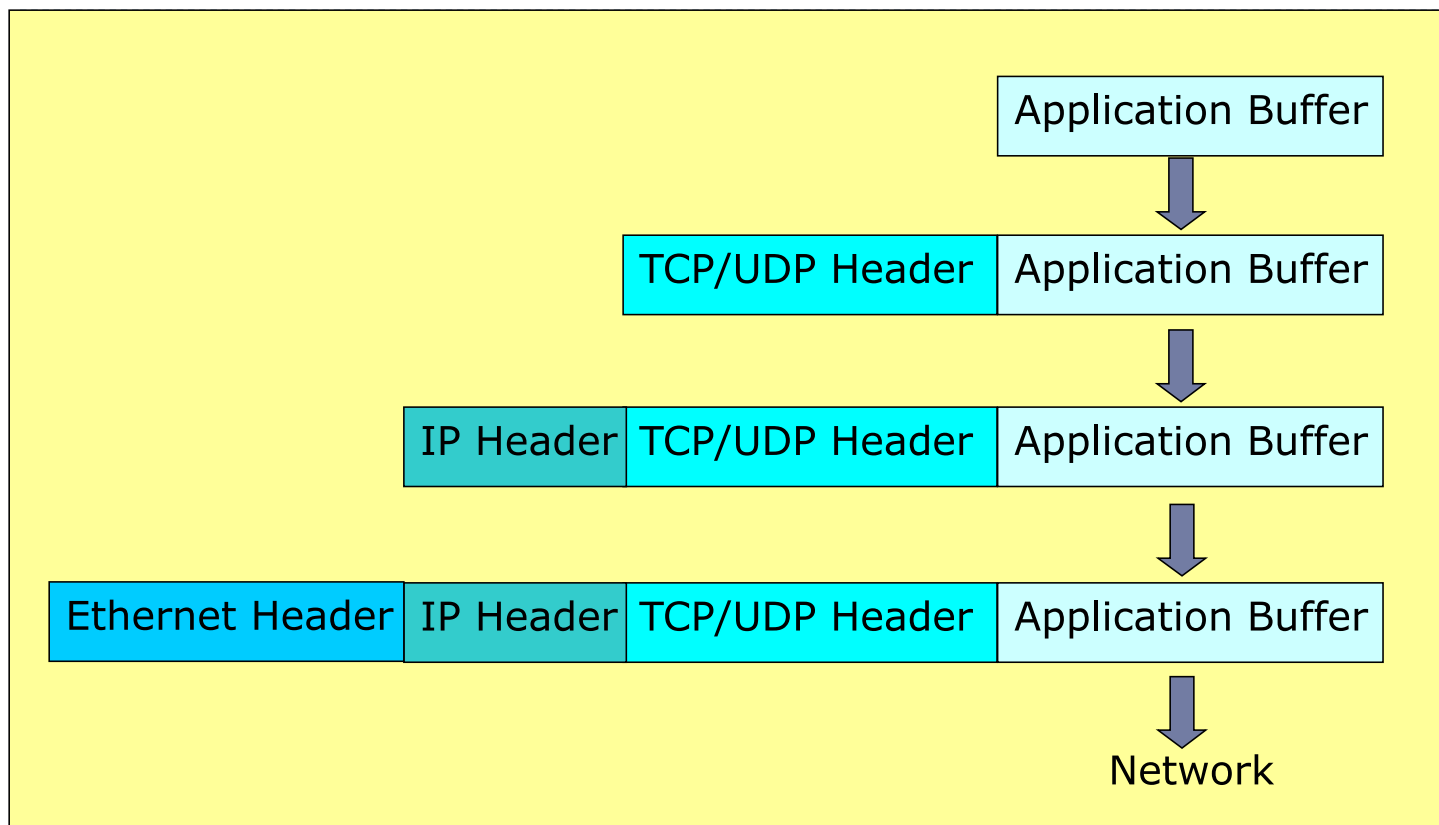 Application Buffer
TCP/UDP Header Application Buffer
IP Header TCP/UDP Header Application Buffer
Ethernet Header IP Header TCP/UDP Header Application Buffer
Network